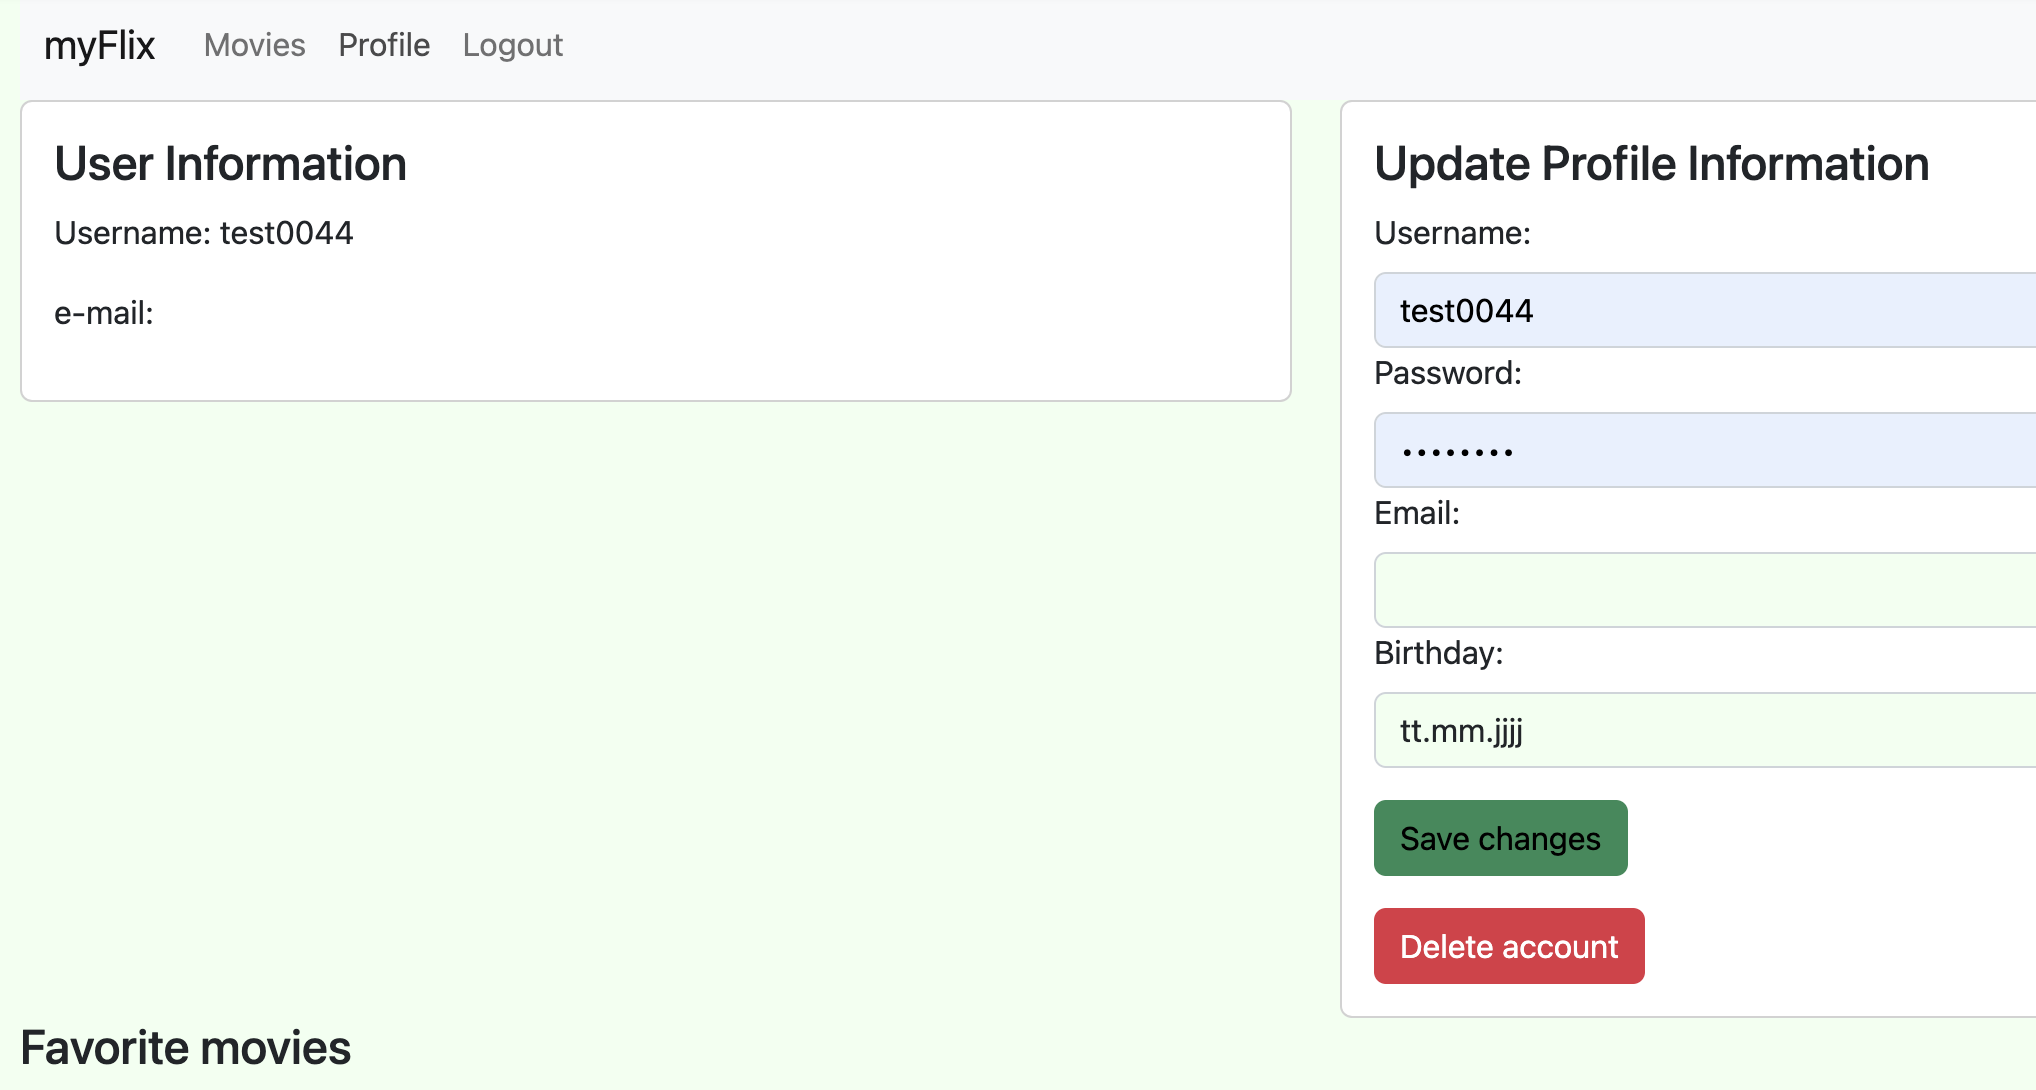 myFlix Movies Profile Logout
User Information
Username: test0044
e-mail:
Update Profile Information
Username:
test0044
Password:
••••••••
Email:
Birthday:
tt.mm.jjjj
Save changes
Delete account
Favorite movies